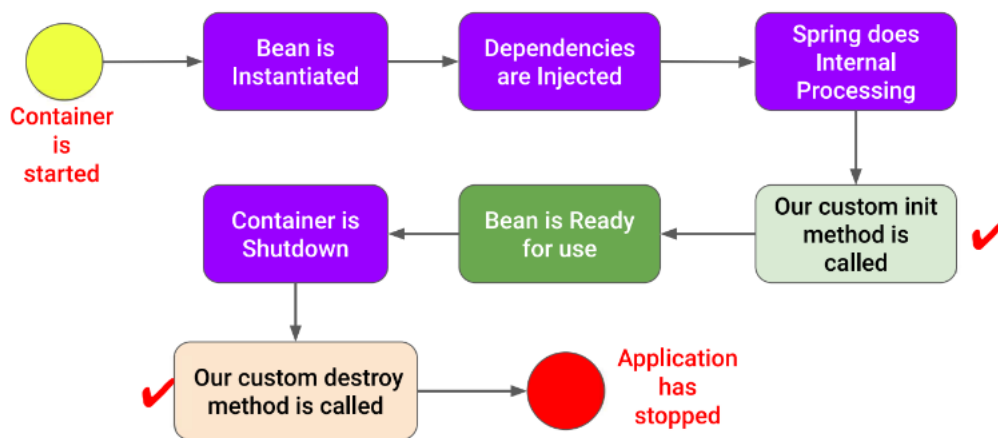 Container
is
started
Bean is
Instantiated
Dependencies
are Injected
Spring does
Internal
Processing
Our custom init
method is
called
Bean is Ready
for use
Container is
Shutdown
Our custom destroy
method is called
Application
has
stopped